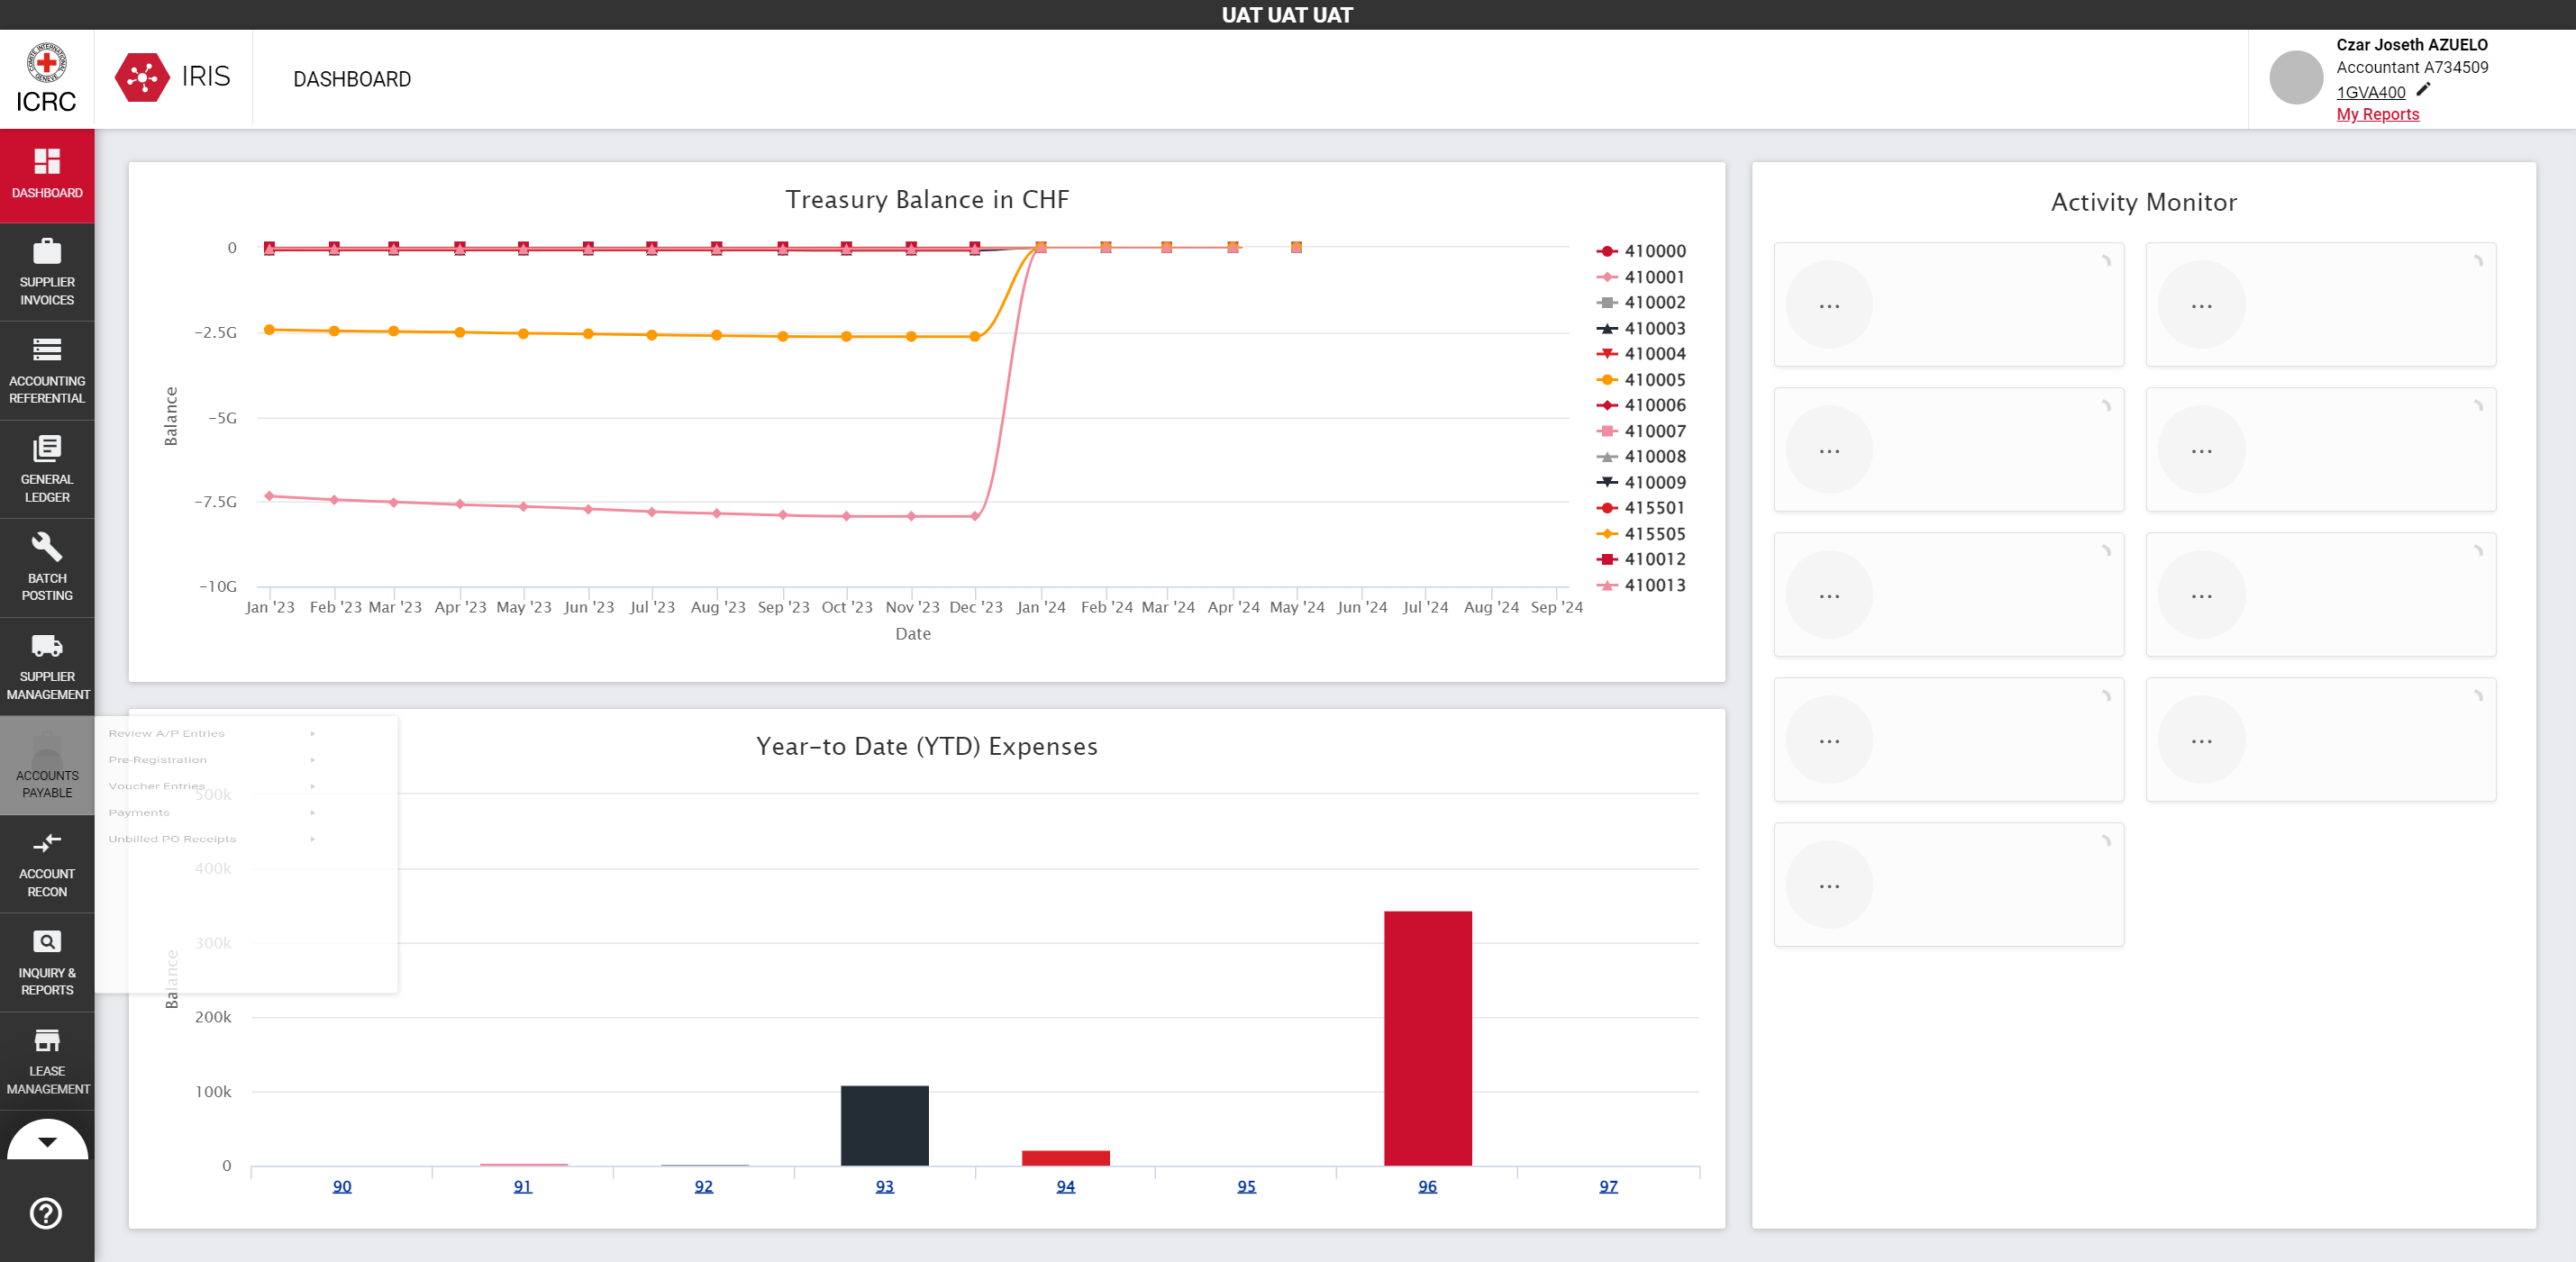 UAT UAT UAT
ICRC
IRIS
DASHBOARD
Czar Joseth AZUELO
Accountant A734509
1GVA400
My Reports
DASHBOARD
SUPPLIER
INVOICES
ACCOUNTING
REFERENTIAL
GENERAL
LEDGER
BATCH
POSTING
SUPPLIER
MANAGEMENT
ACCOUNTS
PAYABLE
ACCOUNT
RECON
INQUIRY &
REPORTS
LEASE
MANAGEMENT
Review A/P Entries
Pre-Registration
Voucher Entries
Payments
Unbilled PO Receipts
Treasury Balance in CHF
Balance
0
−2.5G
−5G
−7.5G
−10G
Jan '23 Feb '23 Mar '23 Apr '23 May '23 Jun '23 Jul '23 Aug '23 Sep '23 Oct '23 Nov '23 Dec '23 Jan '24 Feb '24 Mar '24 Apr '24 May '24 Jun '24 Jul '24 Aug '24 Sep '24
Date
410000
410001
410002
410003
410004
410005
410006
410007
410008
410009
415501
415505
410012
410013
Year-to Date (YTD) Expenses
Balance
500k
400k
300k
200k
100k
0
90 91 92 93 94 95 96 97
Activity Monitor
... ...
... ...
... ...
... ...
...